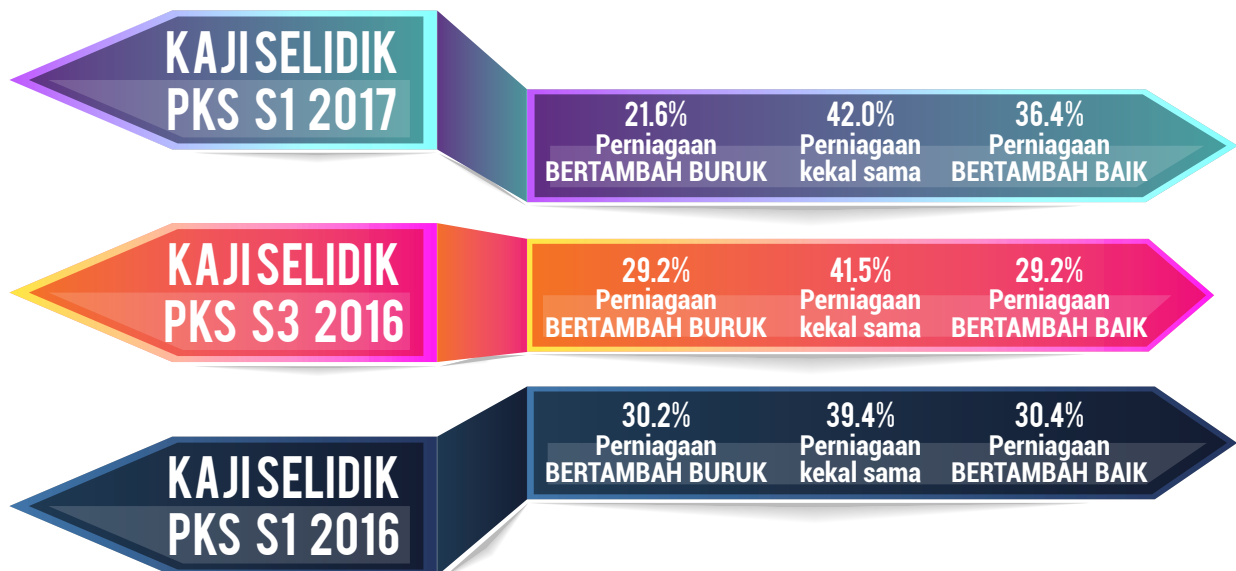 KAJI SELIDIK
PKS S1 2017
21.6% 42.0% 36.4%
Perniagaan Perniagaan Perniagaan
BERTAMBAH BURUK kekal sama BERTAMBAH BAIK
KAJI SELIDIK
PKS S3 2016
29.2% 41.5% 29.2%
Perniagaan Perniagaan Perniagaan
BERTAMBAH BURUK kekal sama BERTAMBAH BAIK
KAJI SELIDIK
PKS S1 2016
30.2% 39.4% 30.4%
Perniagaan Perniagaan Perniagaan
BERTAMBAH BURUK kekal sama BERTAMBAH BAIK